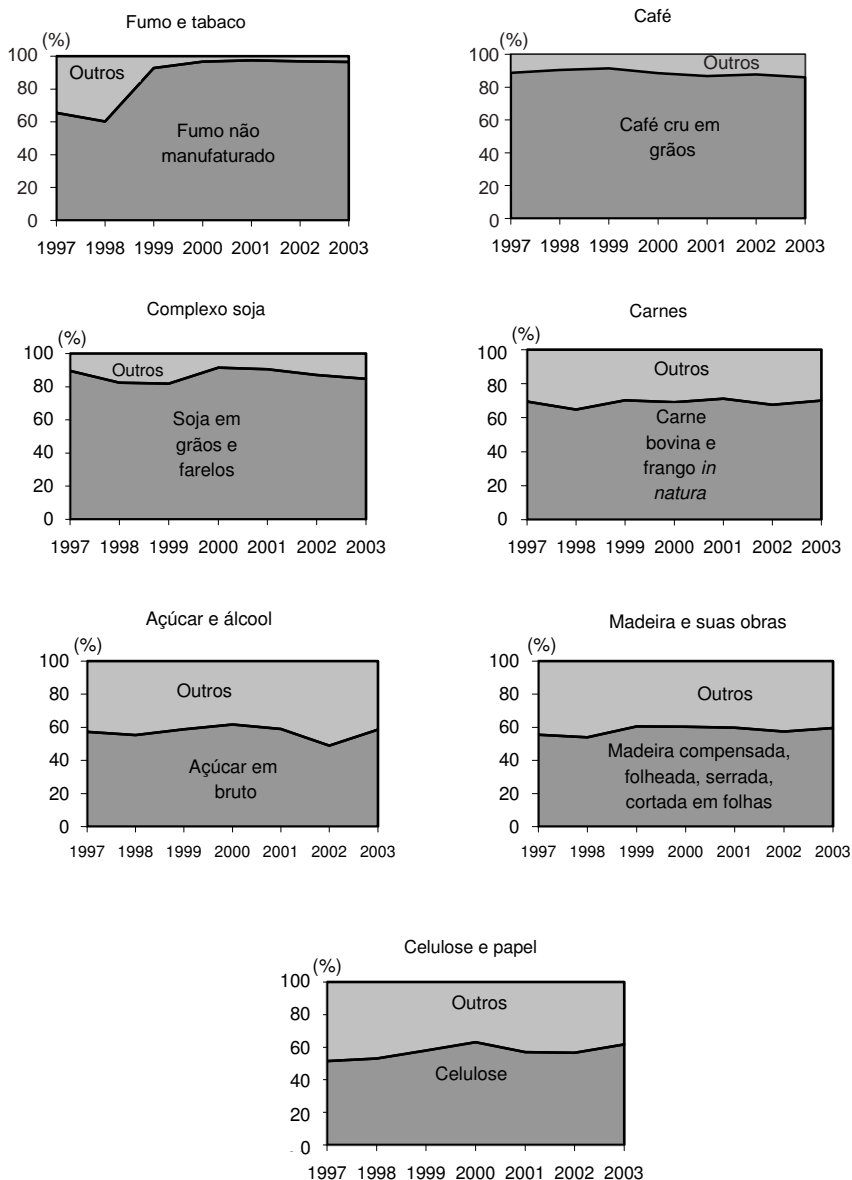 Fumo e tabaco
(%)
100
80
60
40
20
0
Outros
Fumo não
manufaturado
1997 1998 1999 2000 2001 2002 2003
Café
(%)
100
80
60
40
20
0
Outros
Café cru em
grãos
1997 1998 1999 2000 2001 2002 2003
Complexo soja
(%)
100
80
60
40
20
0
Outros
Soja em
grãos e
farelos
1997 1998 1999 2000 2001 2002 2003
Carnes
(%)
100
80
60
40
20
0
Outros
Carne
bovina e
frango in
natura
1997 1998 1999 2000 2001 2002 2003
Açúcar e álcool
(%)
100
80
60
40
20
0
Outros
Açúcar em
bruto
1997 1998 1999 2000 2001 2002 2003
Madeira e suas obras
(%)
100
80
60
40
20
0
Outros
Madeira compensada,
folheada, serrada,
cortada em folhas
1997 1998 1999 2000 2001 2002 2003
Celulose e papel
(%)
100
80
60
40
20
0
Outros
Celulose
1997 1998 1999 2000 2001 2002 2003